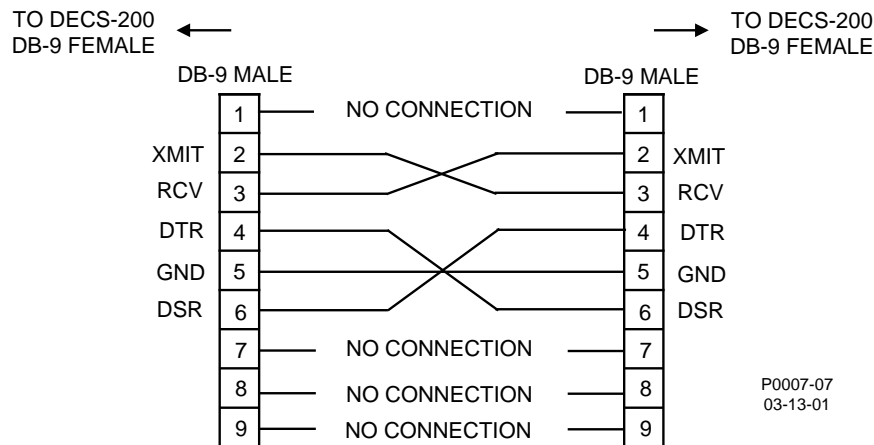 TO DECS-200
DB-9 FEMALE
TO DECS-200
DB-9 FEMALE
DB-9 MALE
DB-9 MALE
1 NO CONNECTION 1
XMIT 2 2 XMIT
RCV 3 3 RCV
DTR 4 4 DTR
GND 5 5 GND
DSR 6 6 DSR
7 NO CONNECTION 7
8 NO CONNECTION 8
9 NO CONNECTION 9
P0007-07
03-13-01